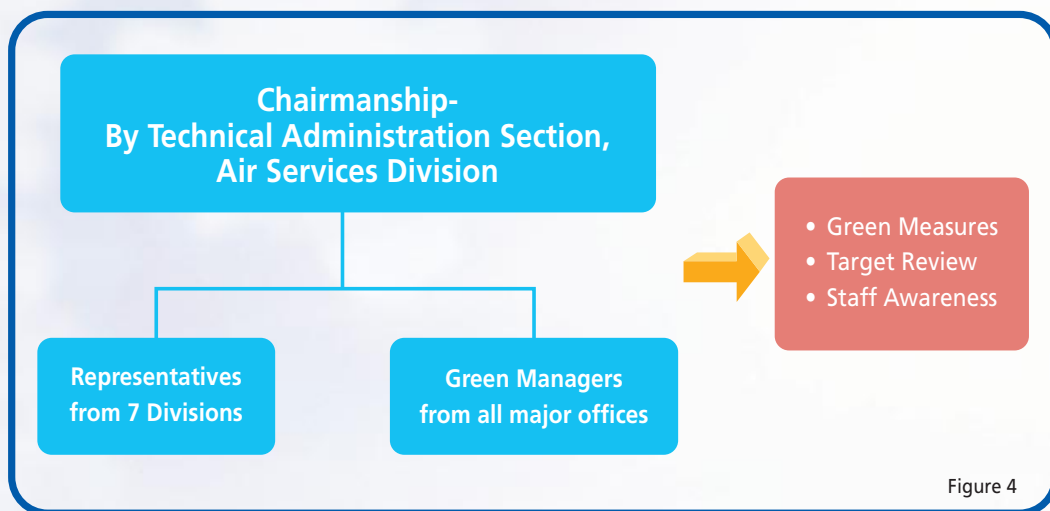 Chairmanship-
By Technical Administration Section,
Air Services Division
Representatives
from 7 Divisions
Green Managers
from all major offices
• Green Measures
• Target Review
• Staff Awareness
Figure 4